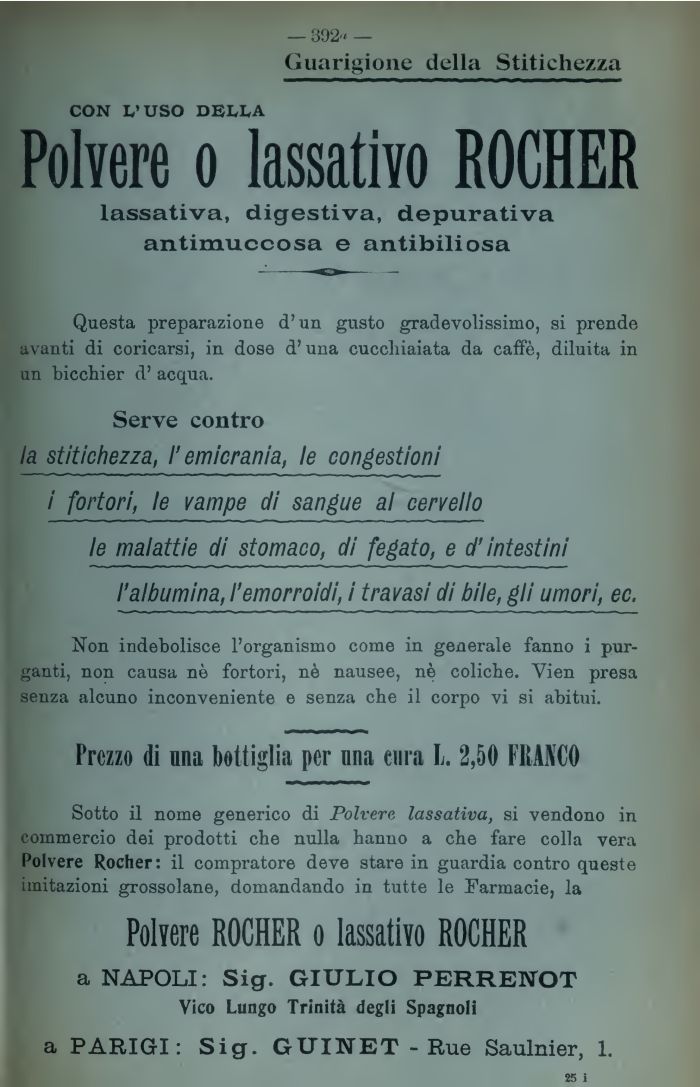 — 392a —
Guarigione della Stitichezza
CON L'USO DELLA
Polvere o lassativo ROCHER
lassativa, digestiva, depurativa
antimuccosa e antibiliosa
Questa preparazione d'un gusto gradevolissimo, si prende
avanti di coricarsi, in dose d'una cucchiaiata da caffè, diluita in
un bicchier d' acqua.
Serve contro
la stitichezza, l'emicrania, le congestioni
i fortori, le vampe di sangue al cervello
le malattie di stomaco, di fegato, e d'intestini
l'albumina, l'emorroidi, i travasi di bile, gli umori, ec.
Non indebolisce l'organismo come in generale fanno i pur-
ganti, non causa nè fortori, nè nausee, nè coliche. Vien presa
senza alcuno inconveniente e senza che il corpo vi si abitui.
Prezzo di una bottiglia per una cura L. 2,50 FRANCO
Sotto il nome generico di Polvere lassativa, si vendono in
commercio dei prodotti che nulla hanno a che fare colla vera
Polvere Rocher: il compratore deve stare in guardia contro queste
imitazioni grossolane, domandando in tutte le Farmacie, la
Polvere ROCHER o lassativo ROCHER
a NAPOLI: Sig. GIULIO PERRENOT
Vico Lungo Trinità degli Spagnoli
a PARIGI: Sig. GUINET - Rue Saulnier, 1.
25 i